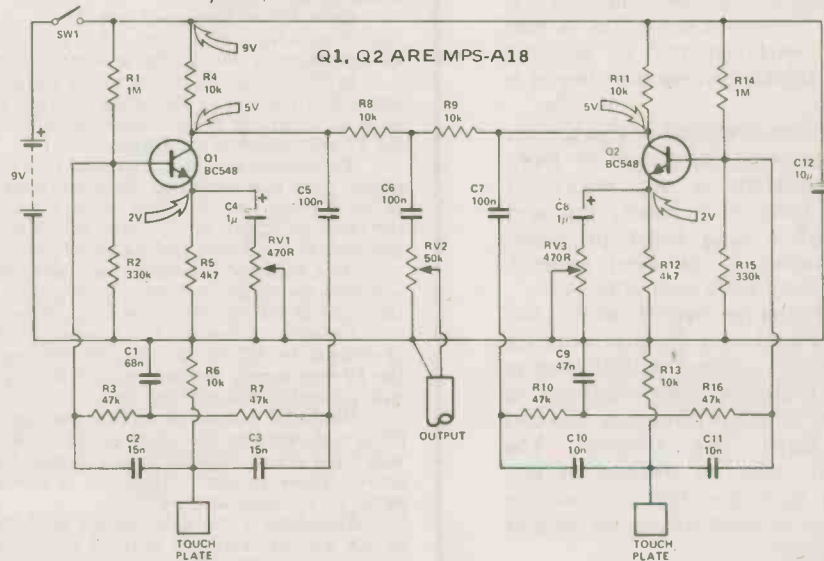 SW1
9V
Q1, Q2 ARE MPS-A18
R1
1M
R4
10k
R11
10k
R14
1M
5V
R8
10k
R9
10k
5V
Q1
BC548
Q2
BC548
9V
C12
10µ
2V
C4
1µ
C5
100n
C6
100n
C7
100n
C8
1µ
2V
R2
330k
R5
4k7
RV1
470R
RV2
50k
RV3
470R
R12
4k7
R15
330k
C1
68n
R6
10k
C9
47n
R13
10k
R3
47k
R7
47k
OUTPUT
R10
47k
R16
47k
C2
15n
C3
15n
C10
10n
C11
10n
TOUCH
PLATE
TOUCH
PLATE